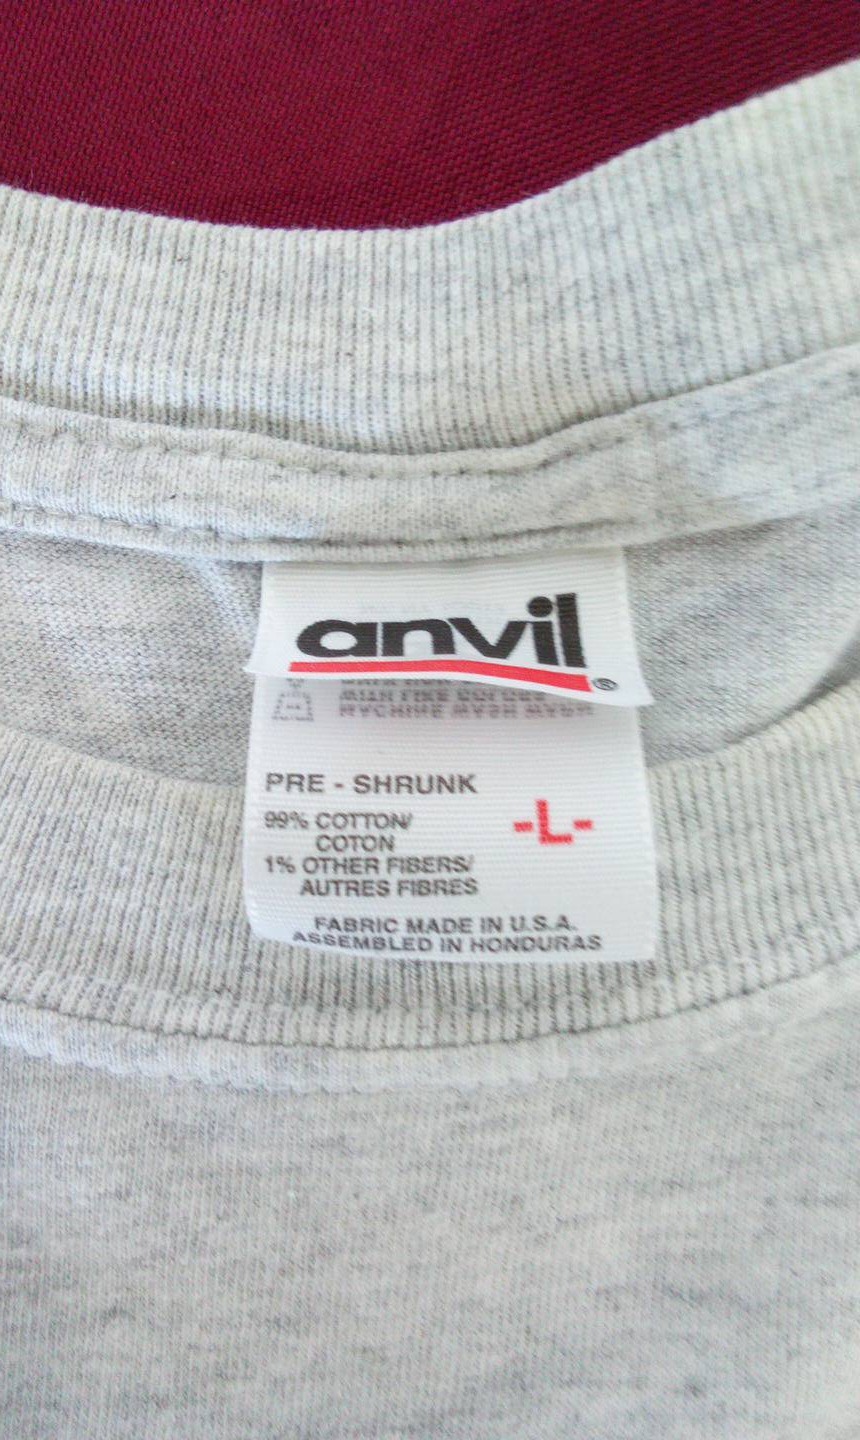 anvil
®
PRE - SHRUNK
99% COTTON/
COTON
-L-
1% OTHER FIBERS/
AUTRES FIBRES
FABRIC MADE IN U.S.A.
ASSEMBLED IN HONDURAS